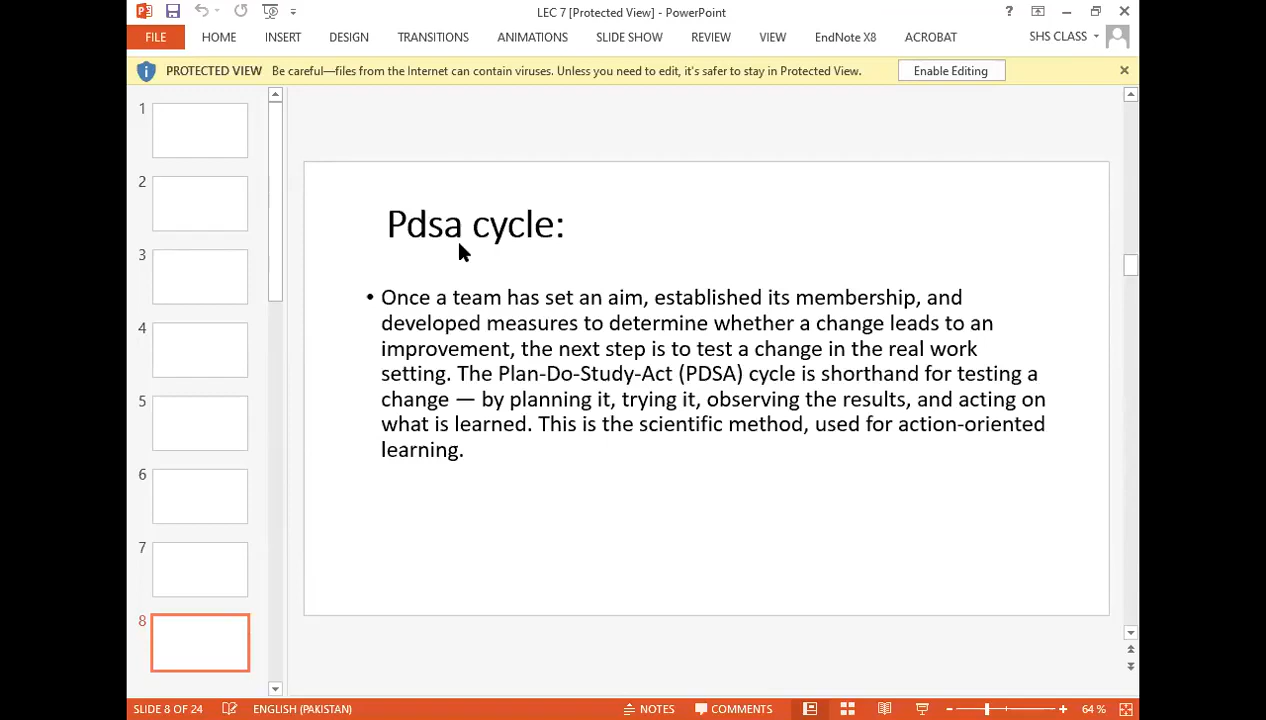 LEC 7 [Protected View] - PowerPoint
?
FILE HOME INSERT DESIGN TRANSITIONS ANIMATIONS SLIDE SHOW REVIEW VIEW EndNote X8 ACROBAT SHS CLASS
PROTECTED VIEW Be careful—files from the Internet can contain viruses. Unless you need to edit, it's safer to stay in Protected View. Enable Editing
1
2
3
4
5
6
7
8
Pdsa cycle:
• Once a team has set an aim, established its membership, and
developed measures to determine whether a change leads to an
improvement, the next step is to test a change in the real work
setting. The Plan-Do-Study-Act (PDSA) cycle is shorthand for testing a
change — by planning it, trying it, observing the results, and acting on
what is learned. This is the scientific method, used for action-oriented
learning.
SLIDE 8 OF 24 ENGLISH (PAKISTAN) NOTES COMMENTS 64 %